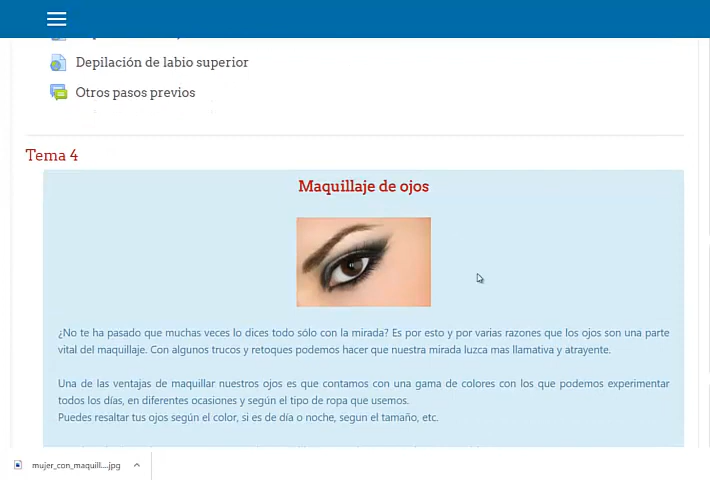 Depilación de labio superior
Otros pasos previos
Tema 4
Maquillaje de ojos
¿No te ha pasado que muchas veces lo dices todo sólo con la mirada? Es por esto y por varias razones que los ojos son una parte
vital del maquillaje. Con algunos trucos y retoques podemos hacer que nuestra mirada luzca mas llamativa y atrayente.
Una de las ventajas de maquillar nuestros ojos es que contamos con una gama de colores con los que podemos experimentar
todos los días, en diferentes ocasiones y según el tipo de ropa que usemos.
Puedes resaltar tus ojos según el color, si es de día o noche, segun el tamaño, etc.
mujer_con_maquill....jpg